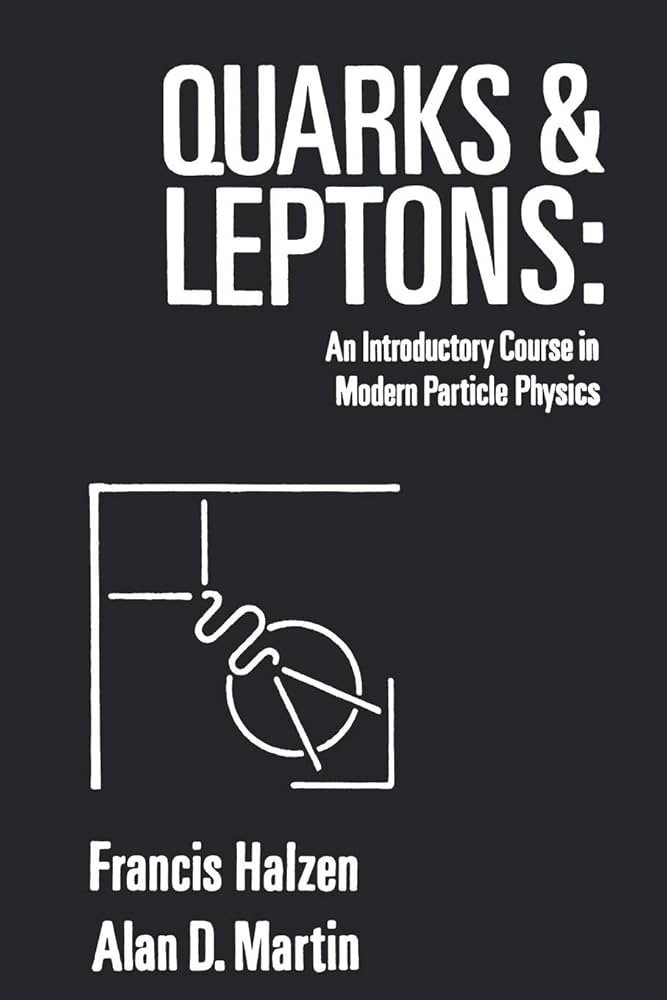 QUARKS &
LEPTONS:
An Introductory Course in
Modern Particle Physics
Francis Halzen
Alan D. Martin